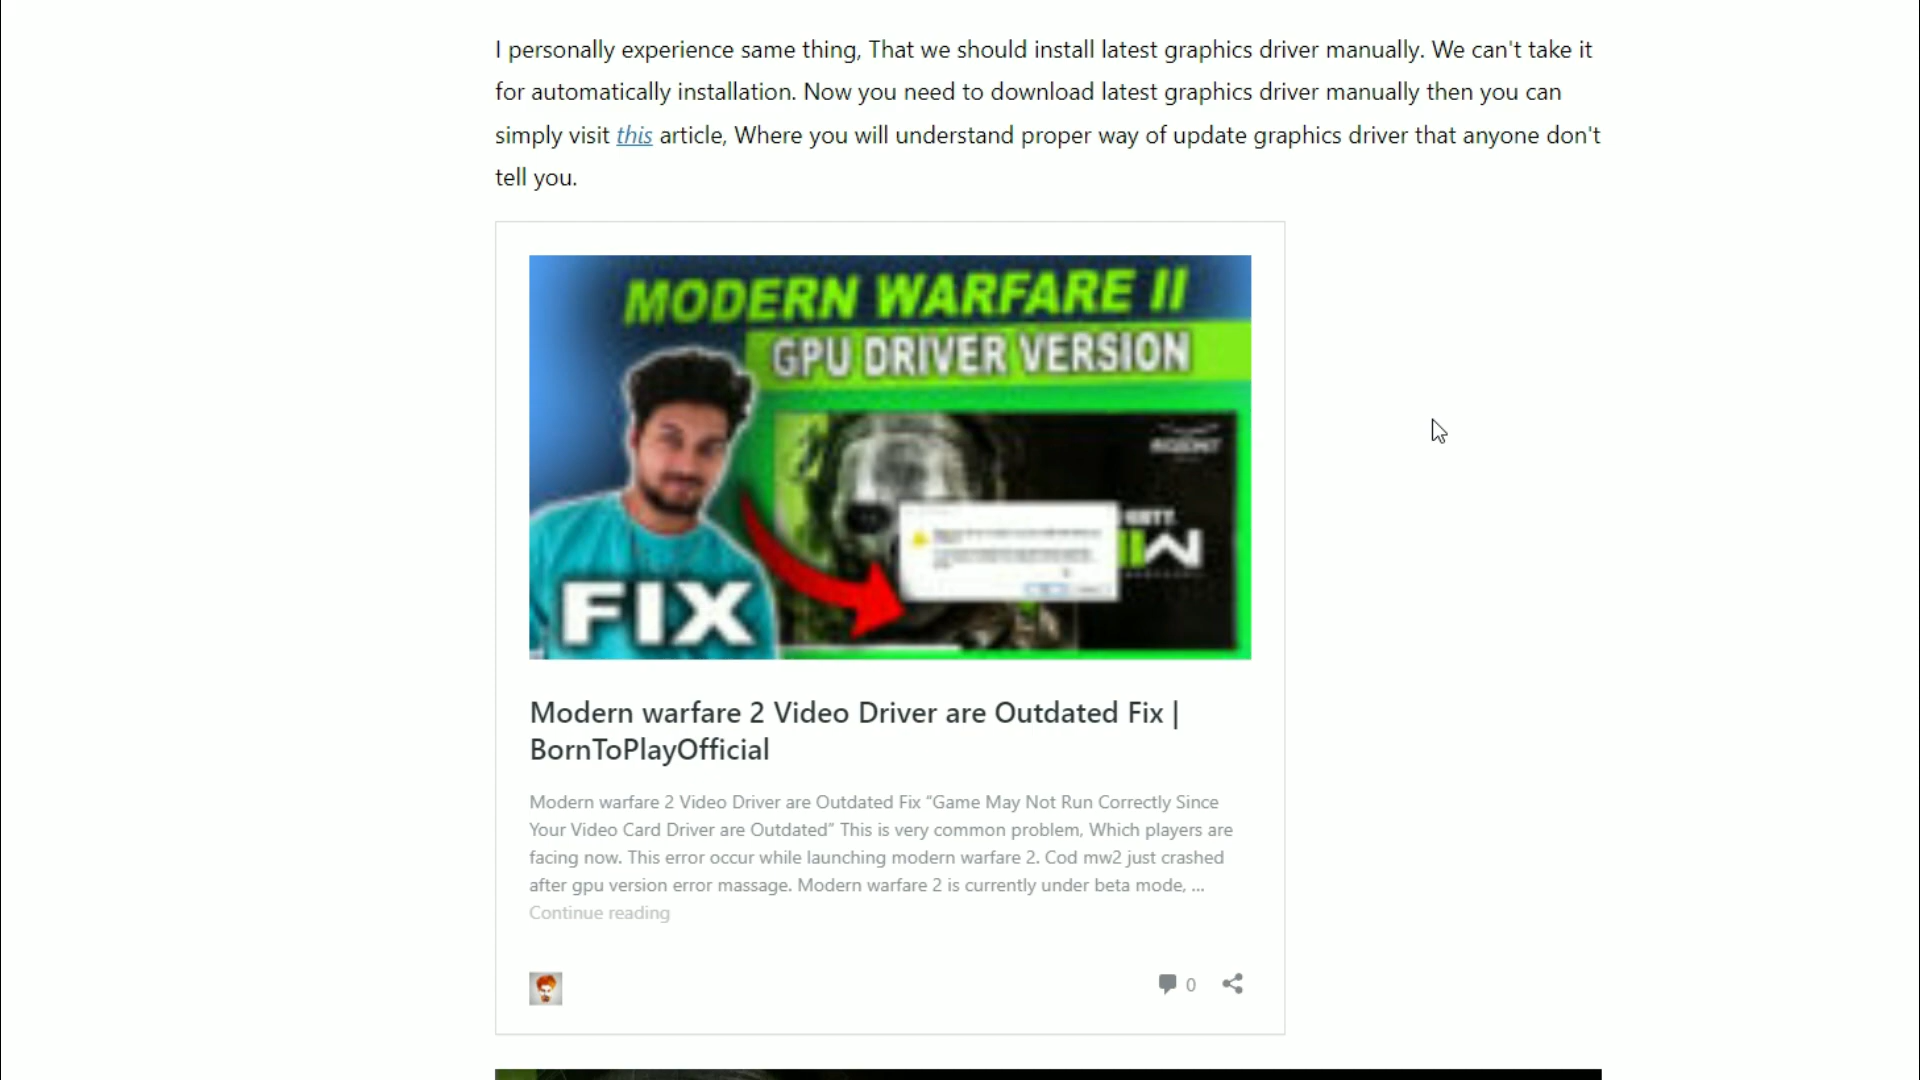 I personally experience same thing, That we should install latest graphics driver manually. We can't take it
for automatically installation. Now you need to download latest graphics driver manually then you can
simply visit this article, Where you will understand proper way of update graphics driver that anyone don't
tell you.
MODERN WARFARE II
GPU DRIVER VERSION
FIX
Modern warfare 2 Video Driver are Outdated Fix |
BornToPlayOfficial
Modern warfare 2 Video Driver are Outdated Fix “Game May Not Run Correctly Since
Your Video Card Driver are Outdated” This is very common problem, Which players are
facing now. This error occur while launching modern warfare 2. Cod mw2 just crashed
after gpu version error massage. Modern warfare 2 is currently under beta mode, ...
Continue reading
0